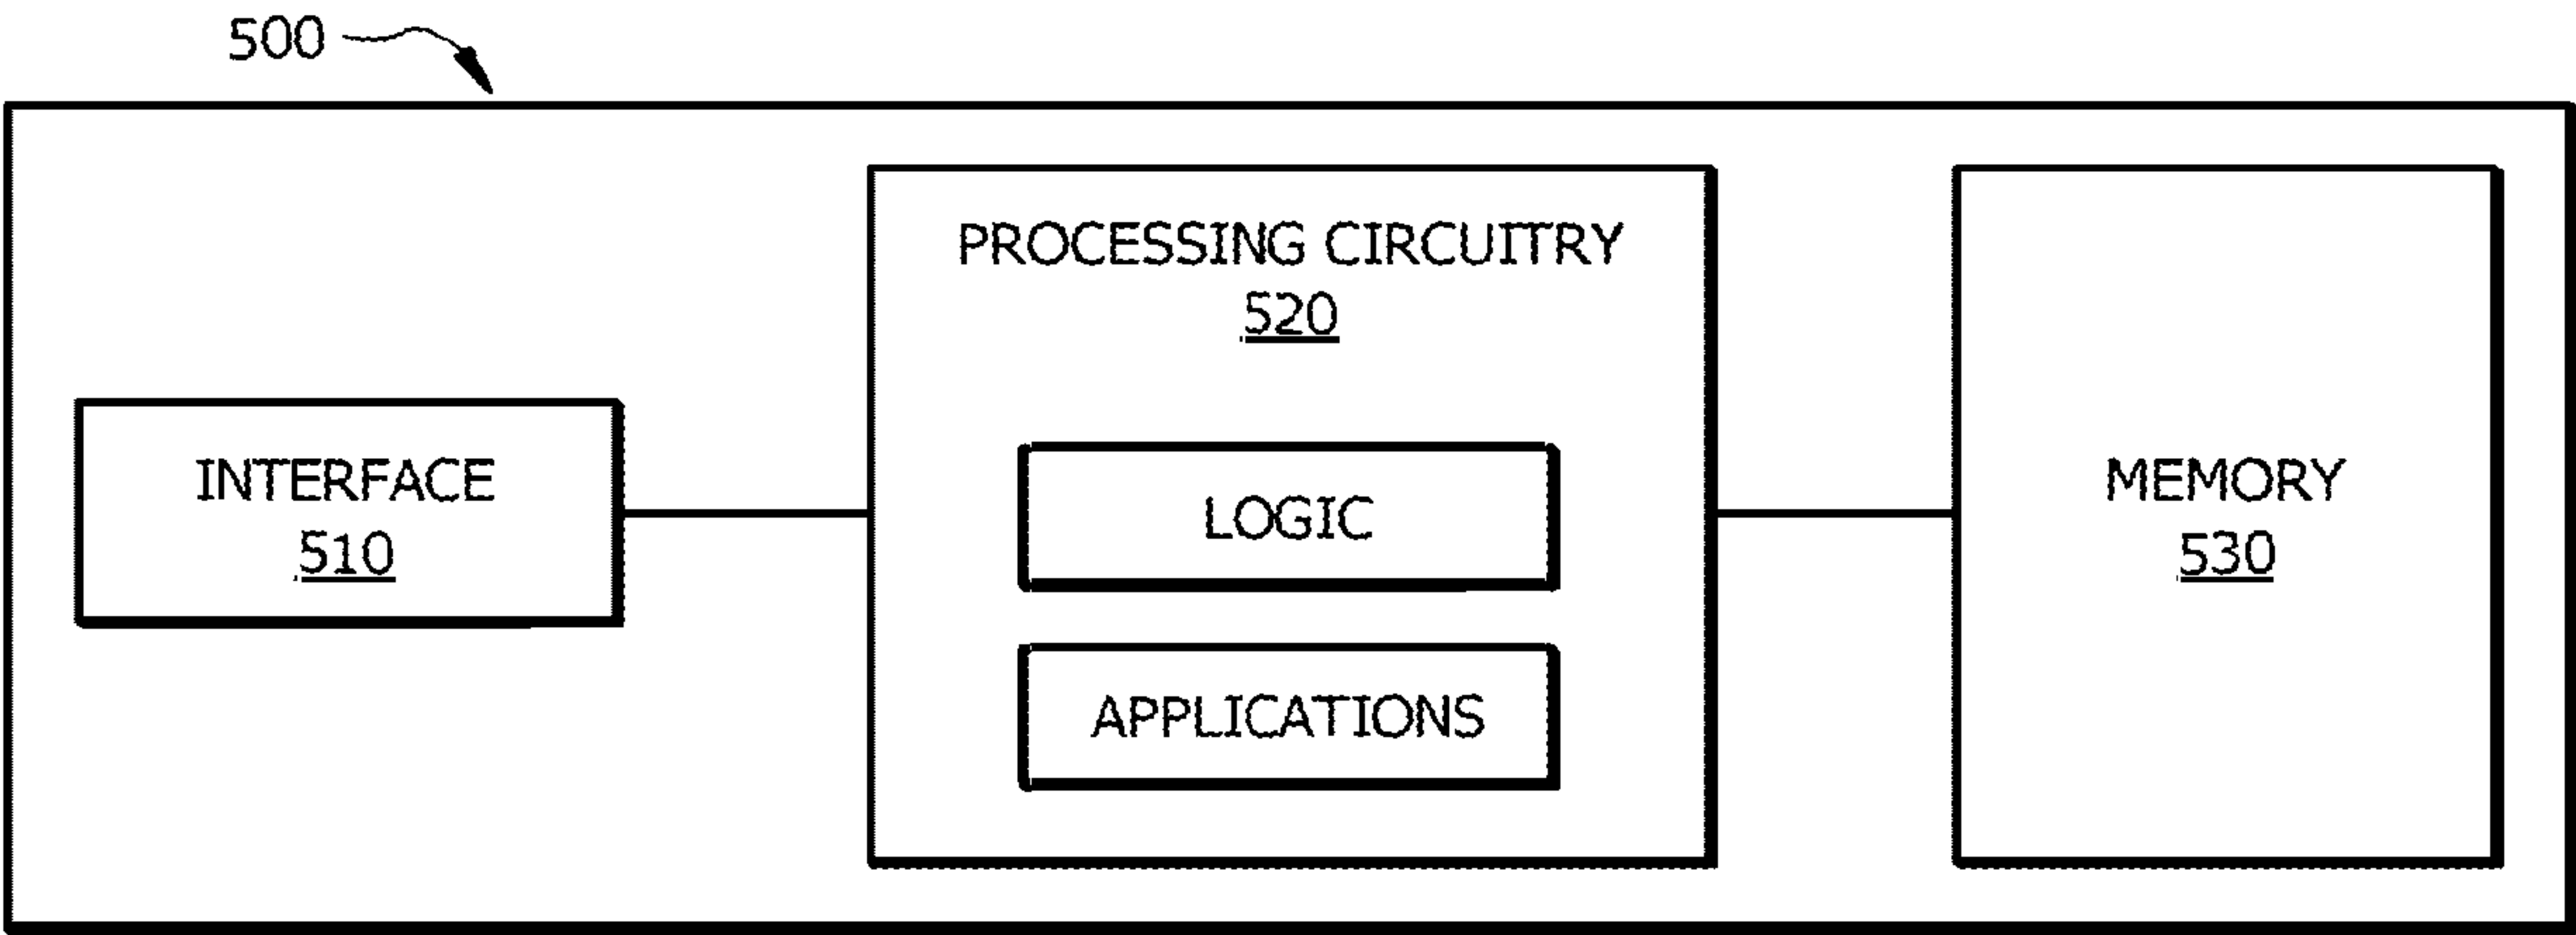 500
PROCESSING CIRCUITRY
520
INTERFACE
510
LOGIC
APPLICATIONS
MEMORY
530